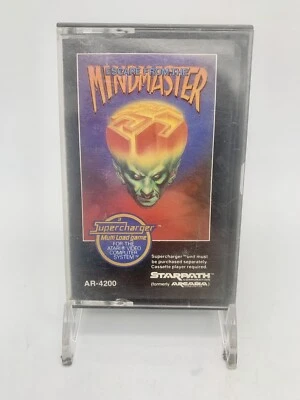 ESCAPE FROM THE
MINDMASTER
Supercharger™
Multi Load game
FOR THE
ATARI® VIDEO
COMPUTER
SYSTEM™
Supercharger™ unit must
be purchased separately.
Cassette player required.
AR-4200
STARPATH
(formerly ARCADIA